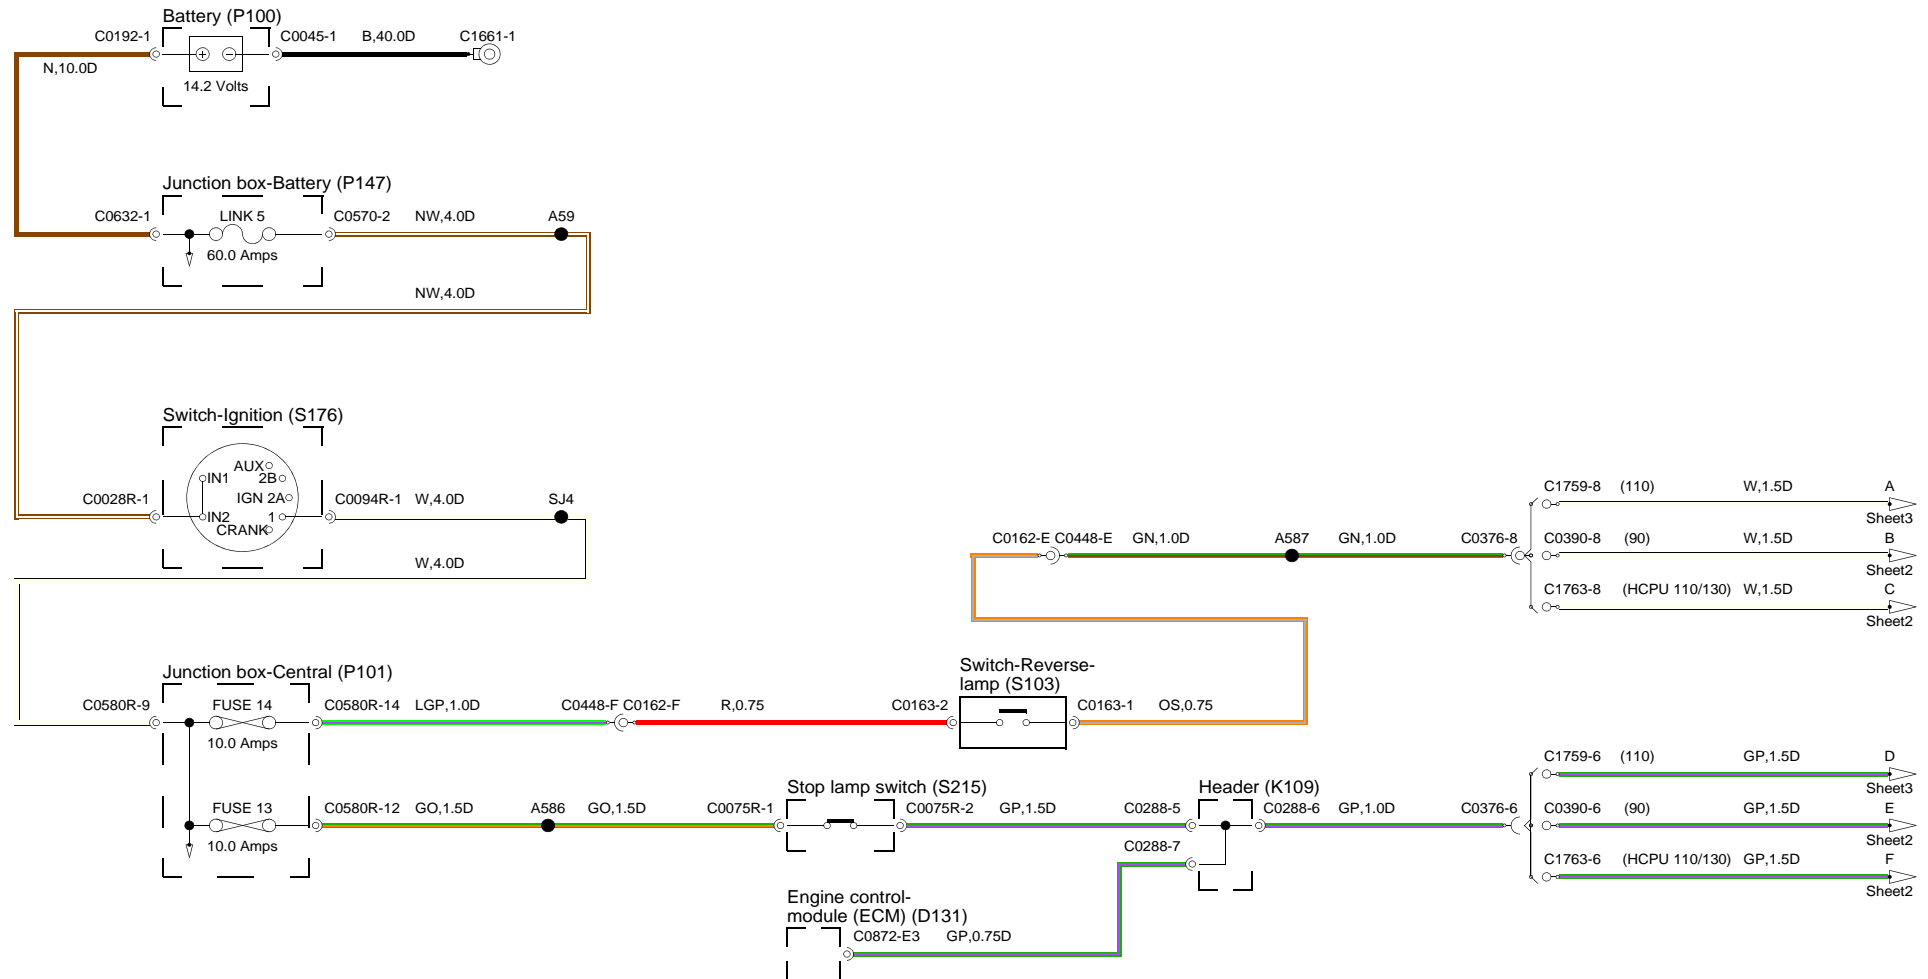 Battery (P100)
C0192-1
C0045-1
B,40.0D
C1661-1
N,10.0D
14.2 Volts
Junction box-Battery (P147)
C0632-1
LINK 5
C0570-2
NW,4.0D
A59
60.0 Amps
NW,4.0D
Switch-Ignition (S176)
AUX
IN1
2B
IGN 2A
C0028R-1
C0094R-1
W,4.0D
SJ4
IN2
1
CRANK
W,4.0D
C1759-8
(110)
W,1.5D
A
Sheet3
C0162-E
C0448-E
GN,1.0D
A587
GN,1.0D
C0376-8
C0390-8
(90)
W,1.5D
B
Sheet2
C1763-8
(HCPU 110/130)
W,1.5D
C
Sheet2
Junction box-Central (P101)
Switch-Reverse-
lamp (S103)
C0580R-9
FUSE 14
C0580R-14
LGP,1.0D
C0448-F
C0162-F
R,0.75
C0163-2
C0163-1
OS,0.75
10.0 Amps
C1759-6
(110)
GP,1.5D
D
Sheet3
Stop lamp switch (S215)
Header (K109)
FUSE 13
C0580R-12
GO,1.5D
A586
GO,1.5D
C0075R-1
C0075R-2
GP,1.5D
C0288-5
C0288-6
GP,1.0D
C0376-6
C0390-6
(90)
GP,1.5D
E
Sheet2
10.0 Amps
C0288-7
C1763-6
(HCPU 110/130)
GP,1.5D
F
Sheet2
Engine control-
module (ECM) (D131)
C0872-E3
GP,0.75D